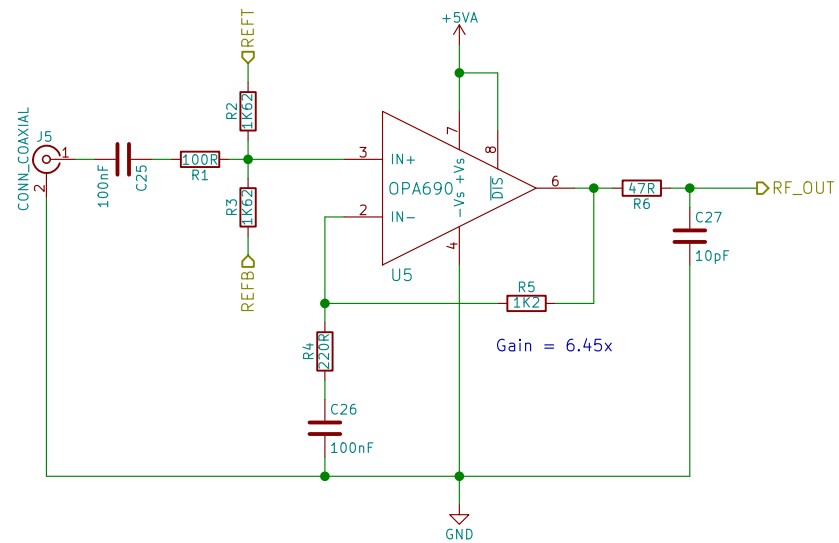 +5VA
REFT
R2
1K62
J5
CONN_COAXIAL
1
2
100nF
C25
100R
R1
R3
1K62
REFB
3
IN+
7
+Vs
8
DIS
OPA690
2
IN-
-Vs
4
U5
6
47R
R6
RF_OUT
C27
10pF
R5
1K2
Gain = 6.45x
R4
220R
C26
100nF
GND